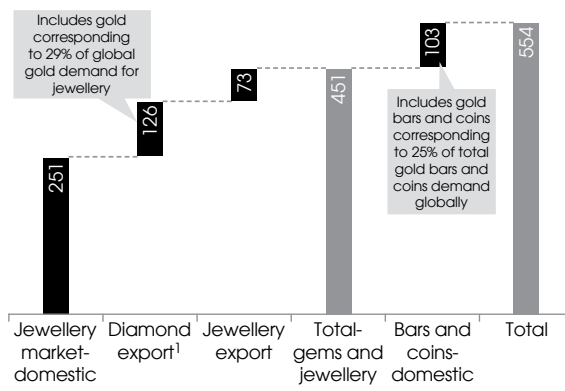 Includes gold
corresponding
to 29% of global
gold demand for
jewellery
251
126
73
451
103
554
Includes gold
bars and coins
corresponding
to 25% of total
gold bars and
coins demand
globally
Jewellery
market-
domestic
Diamond
export1
Jewellery
export
Total-
gems and
jewellery
Bars and
coins-
domestic
Total